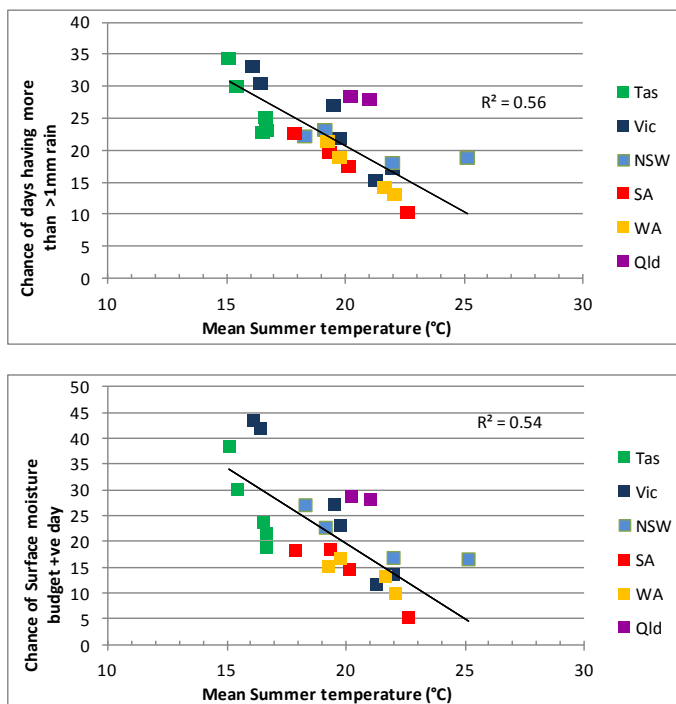 40
35
30
25
20
15
10
5
0
Chance of days having more
than >1mm rain
R² = 0.56
Tas
Vic
NSW
SA
WA
Qld
10 15 20 25 30
Mean Summer temperature (°C)
50
45
40
35
30
25
20
15
10
5
0
Chance of Surface moisture
budget +ve day
R² = 0.54
Tas
Vic
NSW
SA
WA
Qld
10 15 20 25 30
Mean Summer temperature (°C)